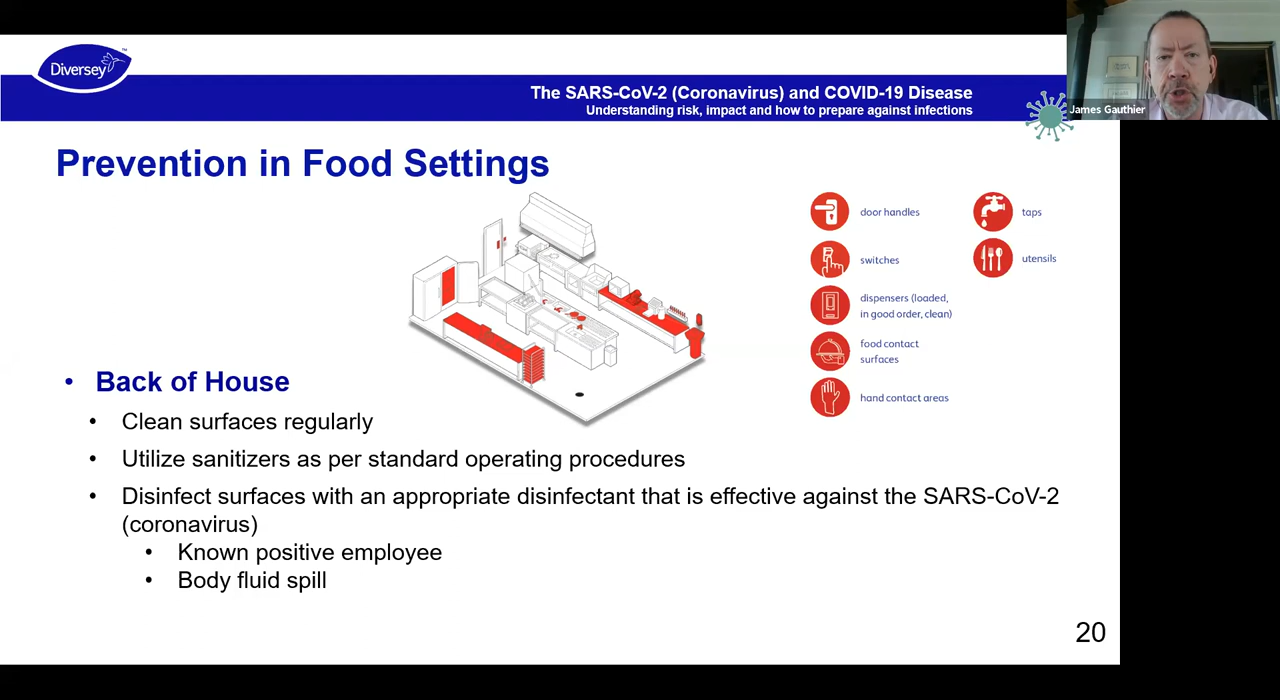 Diversey
The SARS-CoV-2 (Coronavirus) and COVID-19 Disease
Understanding risk, impact and how to prepare against infections
James Gauthier
Prevention in Food Settings
door handles
taps
switches
utensils
dispensers (loaded,
in good order, clean)
food contact
surfaces
hand contact areas
• Back of House
• Clean surfaces regularly
• Utilize sanitizers as per standard operating procedures
• Disinfect surfaces with an appropriate disinfectant that is effective against the SARS-CoV-2
(coronavirus)
• Known positive employee
• Body fluid spill
20